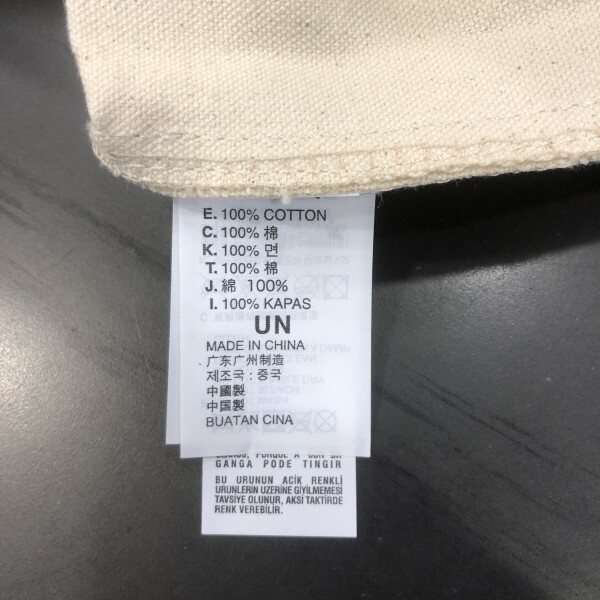 E. 100% COTTON
C. 100% 棉
K. 100% 면
T. 100% 棉
J. 綿 100%
I. 100% KAPAS
UN
MADE IN CHINA
广东广州制造
제조국 : 중국
中國製
中国製
BUATAN CINA
GANGA PODE TINGIR
BU URUNUN ACIK RENKLI
URUNLERIN UZERINE GIYILMEMESI
TAVSIYE OLUNUR, AKSI TAKTIRDE
RENK VEREBILIR.